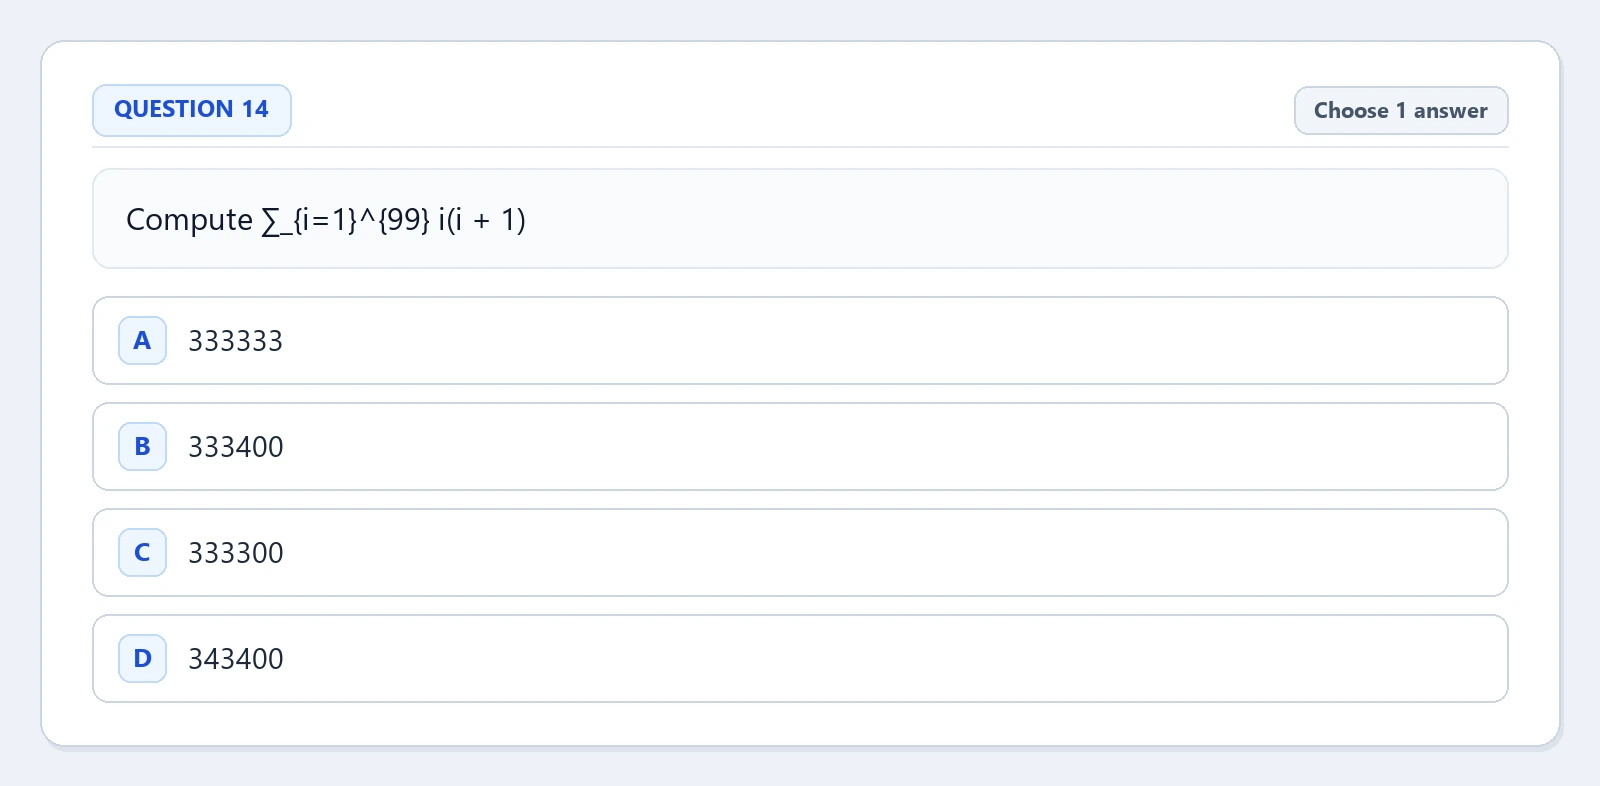 QUESTION 14
Choose 1 answer
Compute ∑_{i=1}^{99} i(i + 1)
A 333333
B 333400
C 333300
D 343400